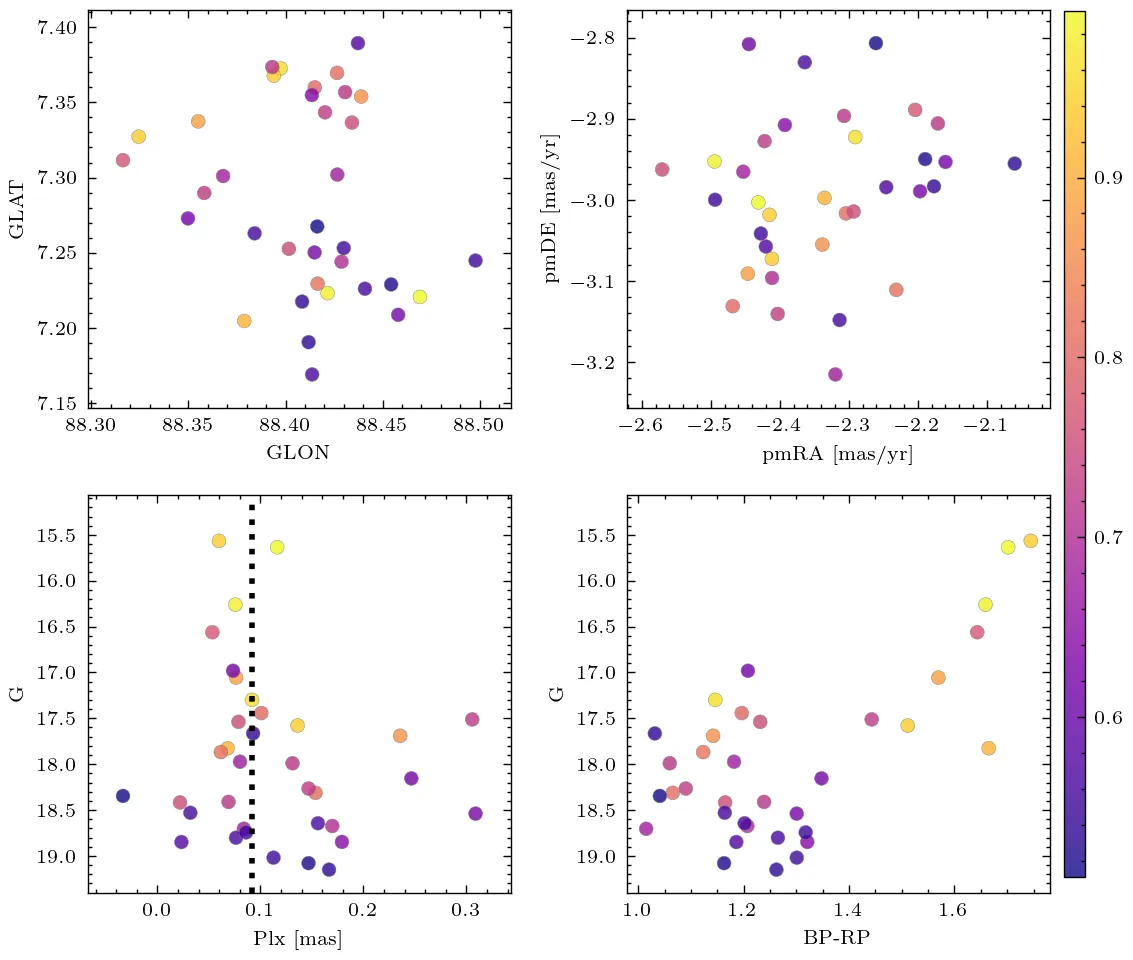 7.40
7.35
7.30
7.25
7.20
7.15
GLAT
88.30 88.35 88.40 88.45 88.50
GLON
−2.8
−2.9
−3.0
−3.1
−3.2
pmDE [mas/yr]
−2.6 −2.5 −2.4 −2.3 −2.2 −2.1
pmRA [mas/yr]
0.9
0.8
0.7
0.6
15.5
16.0
16.5
17.0
17.5
18.0
18.5
19.0
G
0.0 0.1 0.2 0.3
Plx [mas]
15.5
16.0
16.5
17.0
17.5
18.0
18.5
19.0
G
1.0 1.2 1.4 1.6
BP-RP